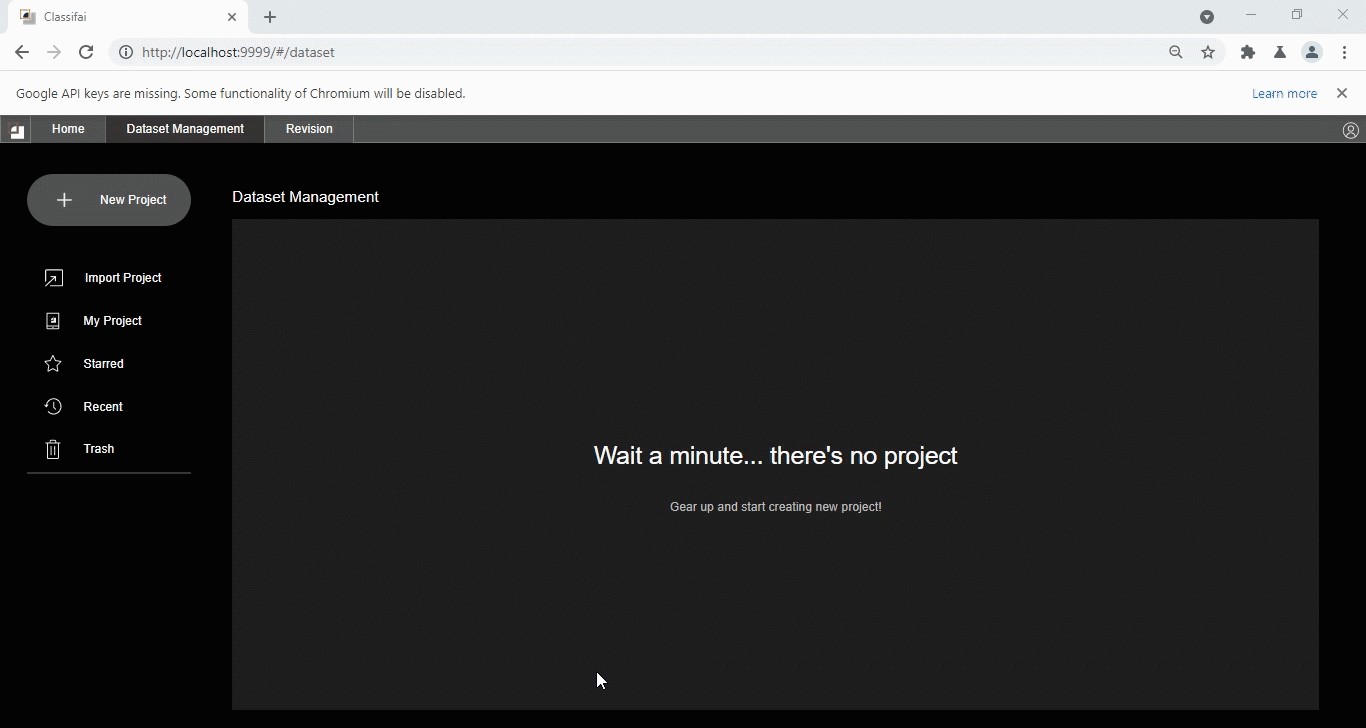 Classifai
http://localhost:9999/#/dataset
Google API keys are missing. Some functionality of Chromium will be disabled.
Learn more
Home
Dataset Management
Revision
New Project
Dataset Management
Import Project
My Project
Starred
Recent
Trash
Wait a minute... there's no project
Gear up and start creating new project!